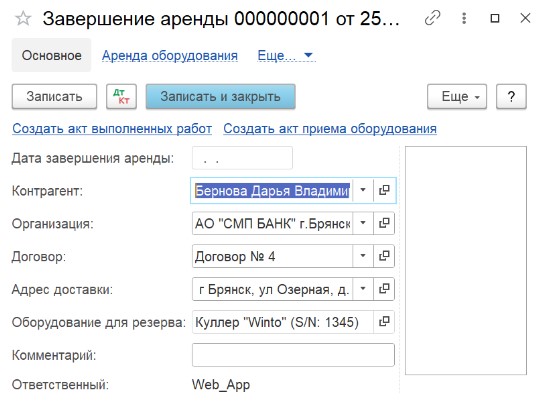 Завершение аренды 000000001 от 25...
Основное Аренда оборудования Еще...
Записать Дт Кт Записать и закрыть Еще ?
Создать акт выполненных работ Создать акт приема оборудования
Дата завершения аренды: . .
Контрагент: Бернова Дарья Владими
Организация: АО "СМП БАНК" г.Брянск
Договор: Договор № 4
Адрес доставки: г Брянск, ул Озерная, д.
Оборудование для резерва: Куллер "Winto" (S/N: 1345)
Комментарий:
Ответственный: Web_App